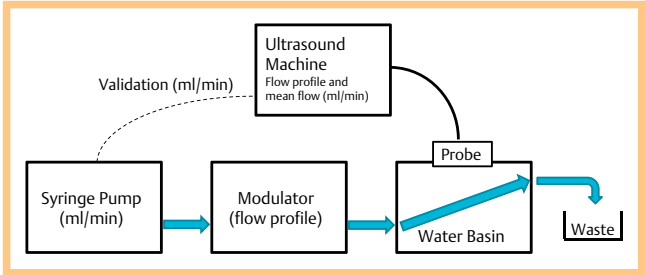 Ultrasound
Machine
Flow profile and
mean flow (ml/min)
Validation (ml/min)
Probe
Syringe Pump
(ml/min)
Modulator
(flow profile)
Water Basin
Waste